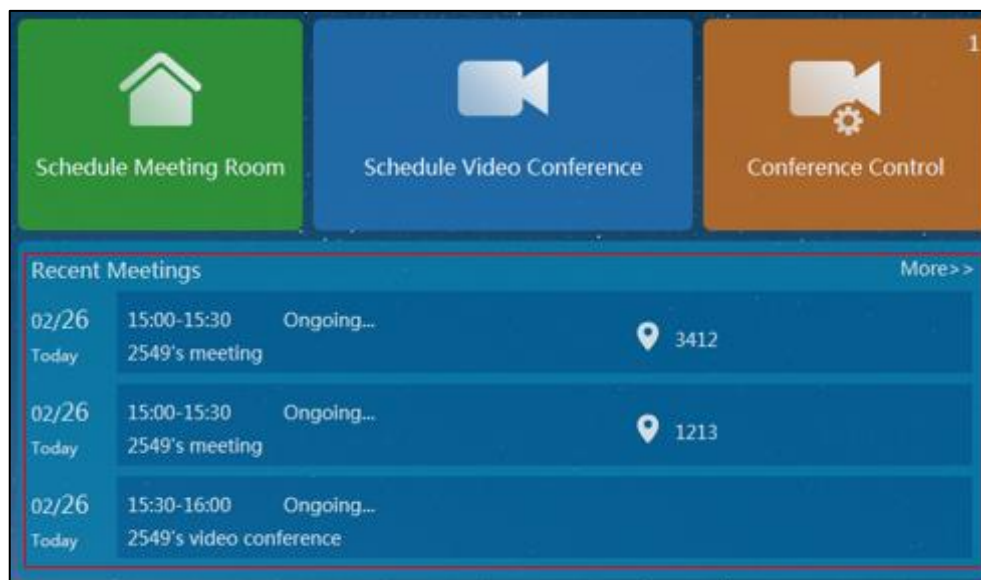 1
Schedule Meeting Room
Schedule Video Conference
Conference Control
Recent Meetings
More>>
02/26
15:00-15:30
Ongoing...
3412
Today
2549's meeting
02/26
15:00-15:30
Ongoing...
1213
Today
2549's meeting
02/26
15:30-16:00
Ongoing...
Today
2549's video conference